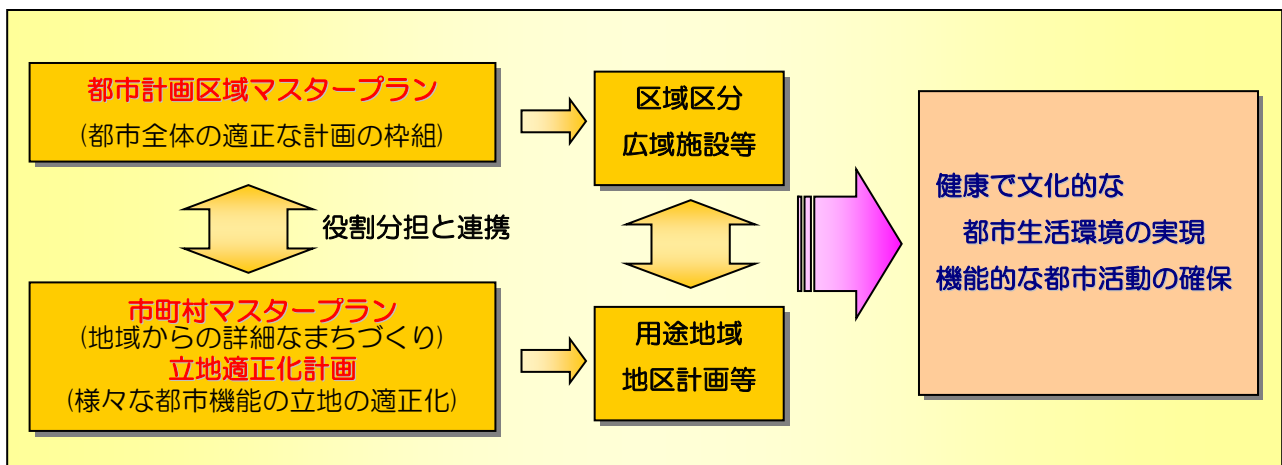 都市計画区域マスタープラン
(都市全体の適正な計画の枠組)
区域区分
広域施設等
役割分担と連携
市町村マスタープラン
(地域からの詳細なまちづくり)
立地適正化計画
(様々な都市機能の立地の適正化)
用途地域
地区計画等
健康で文化的な
都市生活環境の実現
機能的な都市活動の確保